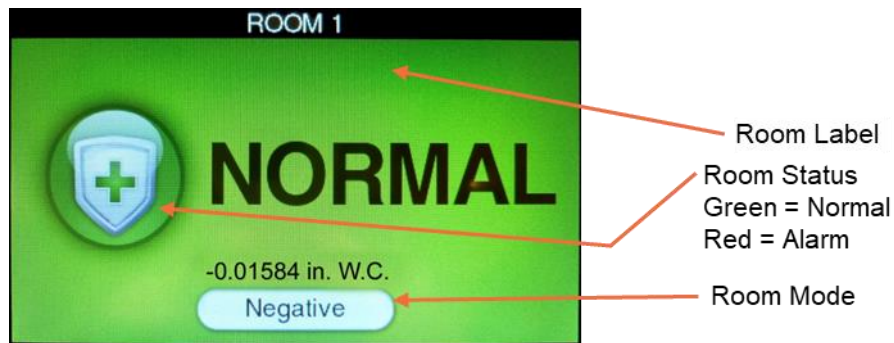 ROOM 1
NORMAL
-0.01584 in. W.C.
Negative
Room Label
Room Status
Green = Normal
Red = Alarm
Room Mode